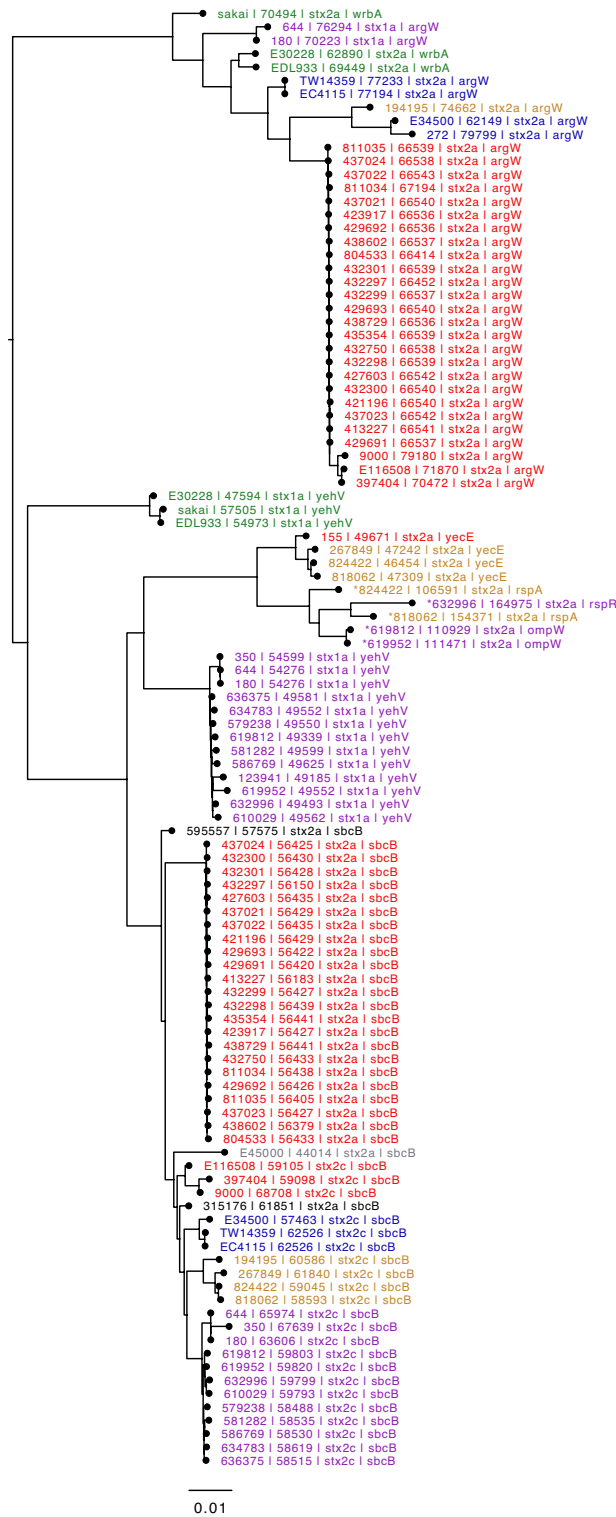 sakai | 70494 | stx2a | wrbA
644 | 76294 | stx1a | argW
180 | 70223 | stx1a | argW
E30228 | 62890 | stx2a | wrbA
EDL933 | 69449 | stx2a | wrbA
TW14359 | 77233 | stx2a | argW
EC4115 | 77194 | stx2a | argW
194195 | 74662 | stx2a | argW
E34500 | 62149 | stx2a | argW
272 | 79799 | stx2a | argW
811035 | 66539 | stx2a | argW
437024 | 66538 | stx2a | argW
437022 | 66543 | stx2a | argW
811034 | 67194 | stx2a | argW
437021 | 66540 | stx2a | argW
423917 | 66536 | stx2a | argW
429692 | 66536 | stx2a | argW
438602 | 66537 | stx2a | argW
804533 | 66414 | stx2a | argW
432301 | 66539 | stx2a | argW
432297 | 66452 | stx2a | argW
432299 | 66537 | stx2a | argW
429693 | 66540 | stx2a | argW
438729 | 66536 | stx2a | argW
435354 | 66539 | stx2a | argW
432750 | 66538 | stx2a | argW
432298 | 66539 | stx2a | argW
427603 | 66542 | stx2a | argW
432300 | 66540 | stx2a | argW
421196 | 66540 | stx2a | argW
437023 | 66542 | stx2a | argW
413227 | 66541 | stx2a | argW
429691 | 66537 | stx2a | argW
9000 | 79180 | stx2a | argW
E116508 | 71870 | stx2a | argW
397404 | 70472 | stx2a | argW
E30228 | 47594 | stx1a | yehV
sakai | 57505 | stx1a | yehV
EDL933 | 54973 | stx1a | yehV
155 | 49671 | stx2a | yecE
267849 | 47242 | stx2a | yecE
824422 | 46454 | stx2a | yecE
818062 | 47309 | stx2a | yecE
*824422 | 106591 | stx2a | rspA
*632996 | 164975 | stx2a | rspR
*818062 | 154371 | stx2a | rspA
*619812 | 110929 | stx2a | ompW
*619952 | 111471 | stx2a | ompW
350 | 54599 | stx1a | yehV
644 | 54276 | stx1a | yehV
180 | 54276 | stx1a | yehV
636375 | 49581 | stx1a | yehV
634783 | 49552 | stx1a | yehV
579238 | 49550 | stx1a | yehV
619812 | 49339 | stx1a | yehV
581282 | 49599 | stx1a | yehV
586769 | 49625 | stx1a | yehV
123941 | 49185 | stx1a | yehV
619952 | 49552 | stx1a | yehV
632996 | 49493 | stx1a | yehV
610029 | 49562 | stx1a | yehV
595557 | 57575 | stx2a | sbcB
437024 | 56425 | stx2a | sbcB
432300 | 56430 | stx2a | sbcB
432301 | 56428 | stx2a | sbcB
432297 | 56150 | stx2a | sbcB
427603 | 56435 | stx2a | sbcB
437021 | 56429 | stx2a | sbcB
437022 | 56435 | stx2a | sbcB
421196 | 56429 | stx2a | sbcB
429693 | 56422 | stx2a | sbcB
429691 | 56420 | stx2a | sbcB
413227 | 56183 | stx2a | sbcB
432299 | 56427 | stx2a | sbcB
432298 | 56439 | stx2a | sbcB
435354 | 56441 | stx2a | sbcB
423917 | 56427 | stx2a | sbcB
438729 | 56441 | stx2a | sbcB
432750 | 56433 | stx2a | sbcB
811034 | 56438 | stx2a | sbcB
429692 | 56426 | stx2a | sbcB
811035 | 56405 | stx2a | sbcB
437023 | 56427 | stx2a | sbcB
438602 | 56379 | stx2a | sbcB
804533 | 56433 | stx2a | sbcB
E45000 | 44014 | stx2a | sbcB
E116508 | 59105 | stx2c | sbcB
397404 | 59098 | stx2c | sbcB
9000 | 68708 | stx2c | sbcB
315176 | 61851 | stx2a | sbcB
E34500 | 57463 | stx2c | sbcB
TW14359 | 62526 | stx2c | sbcB
EC4115 | 62526 | stx2c | sbcB
194195 | 60586 | stx2c | sbcB
267849 | 61840 | stx2c | sbcB
824422 | 59045 | stx2c | sbcB
818062 | 58593 | stx2c | sbcB
644 | 65974 | stx2c | sbcB
350 | 67639 | stx2c | sbcB
180 | 63606 | stx2c | sbcB
619812 | 59803 | stx2c | sbcB
619952 | 59820 | stx2c | sbcB
632996 | 59799 | stx2c | sbcB
610029 | 59793 | stx2c | sbcB
579238 | 58488 | stx2c | sbcB
581282 | 58535 | stx2c | sbcB
586769 | 58530 | stx2c | sbcB
634783 | 58619 | stx2c | sbcB
636375 | 58515 | stx2c | sbcB
0.01